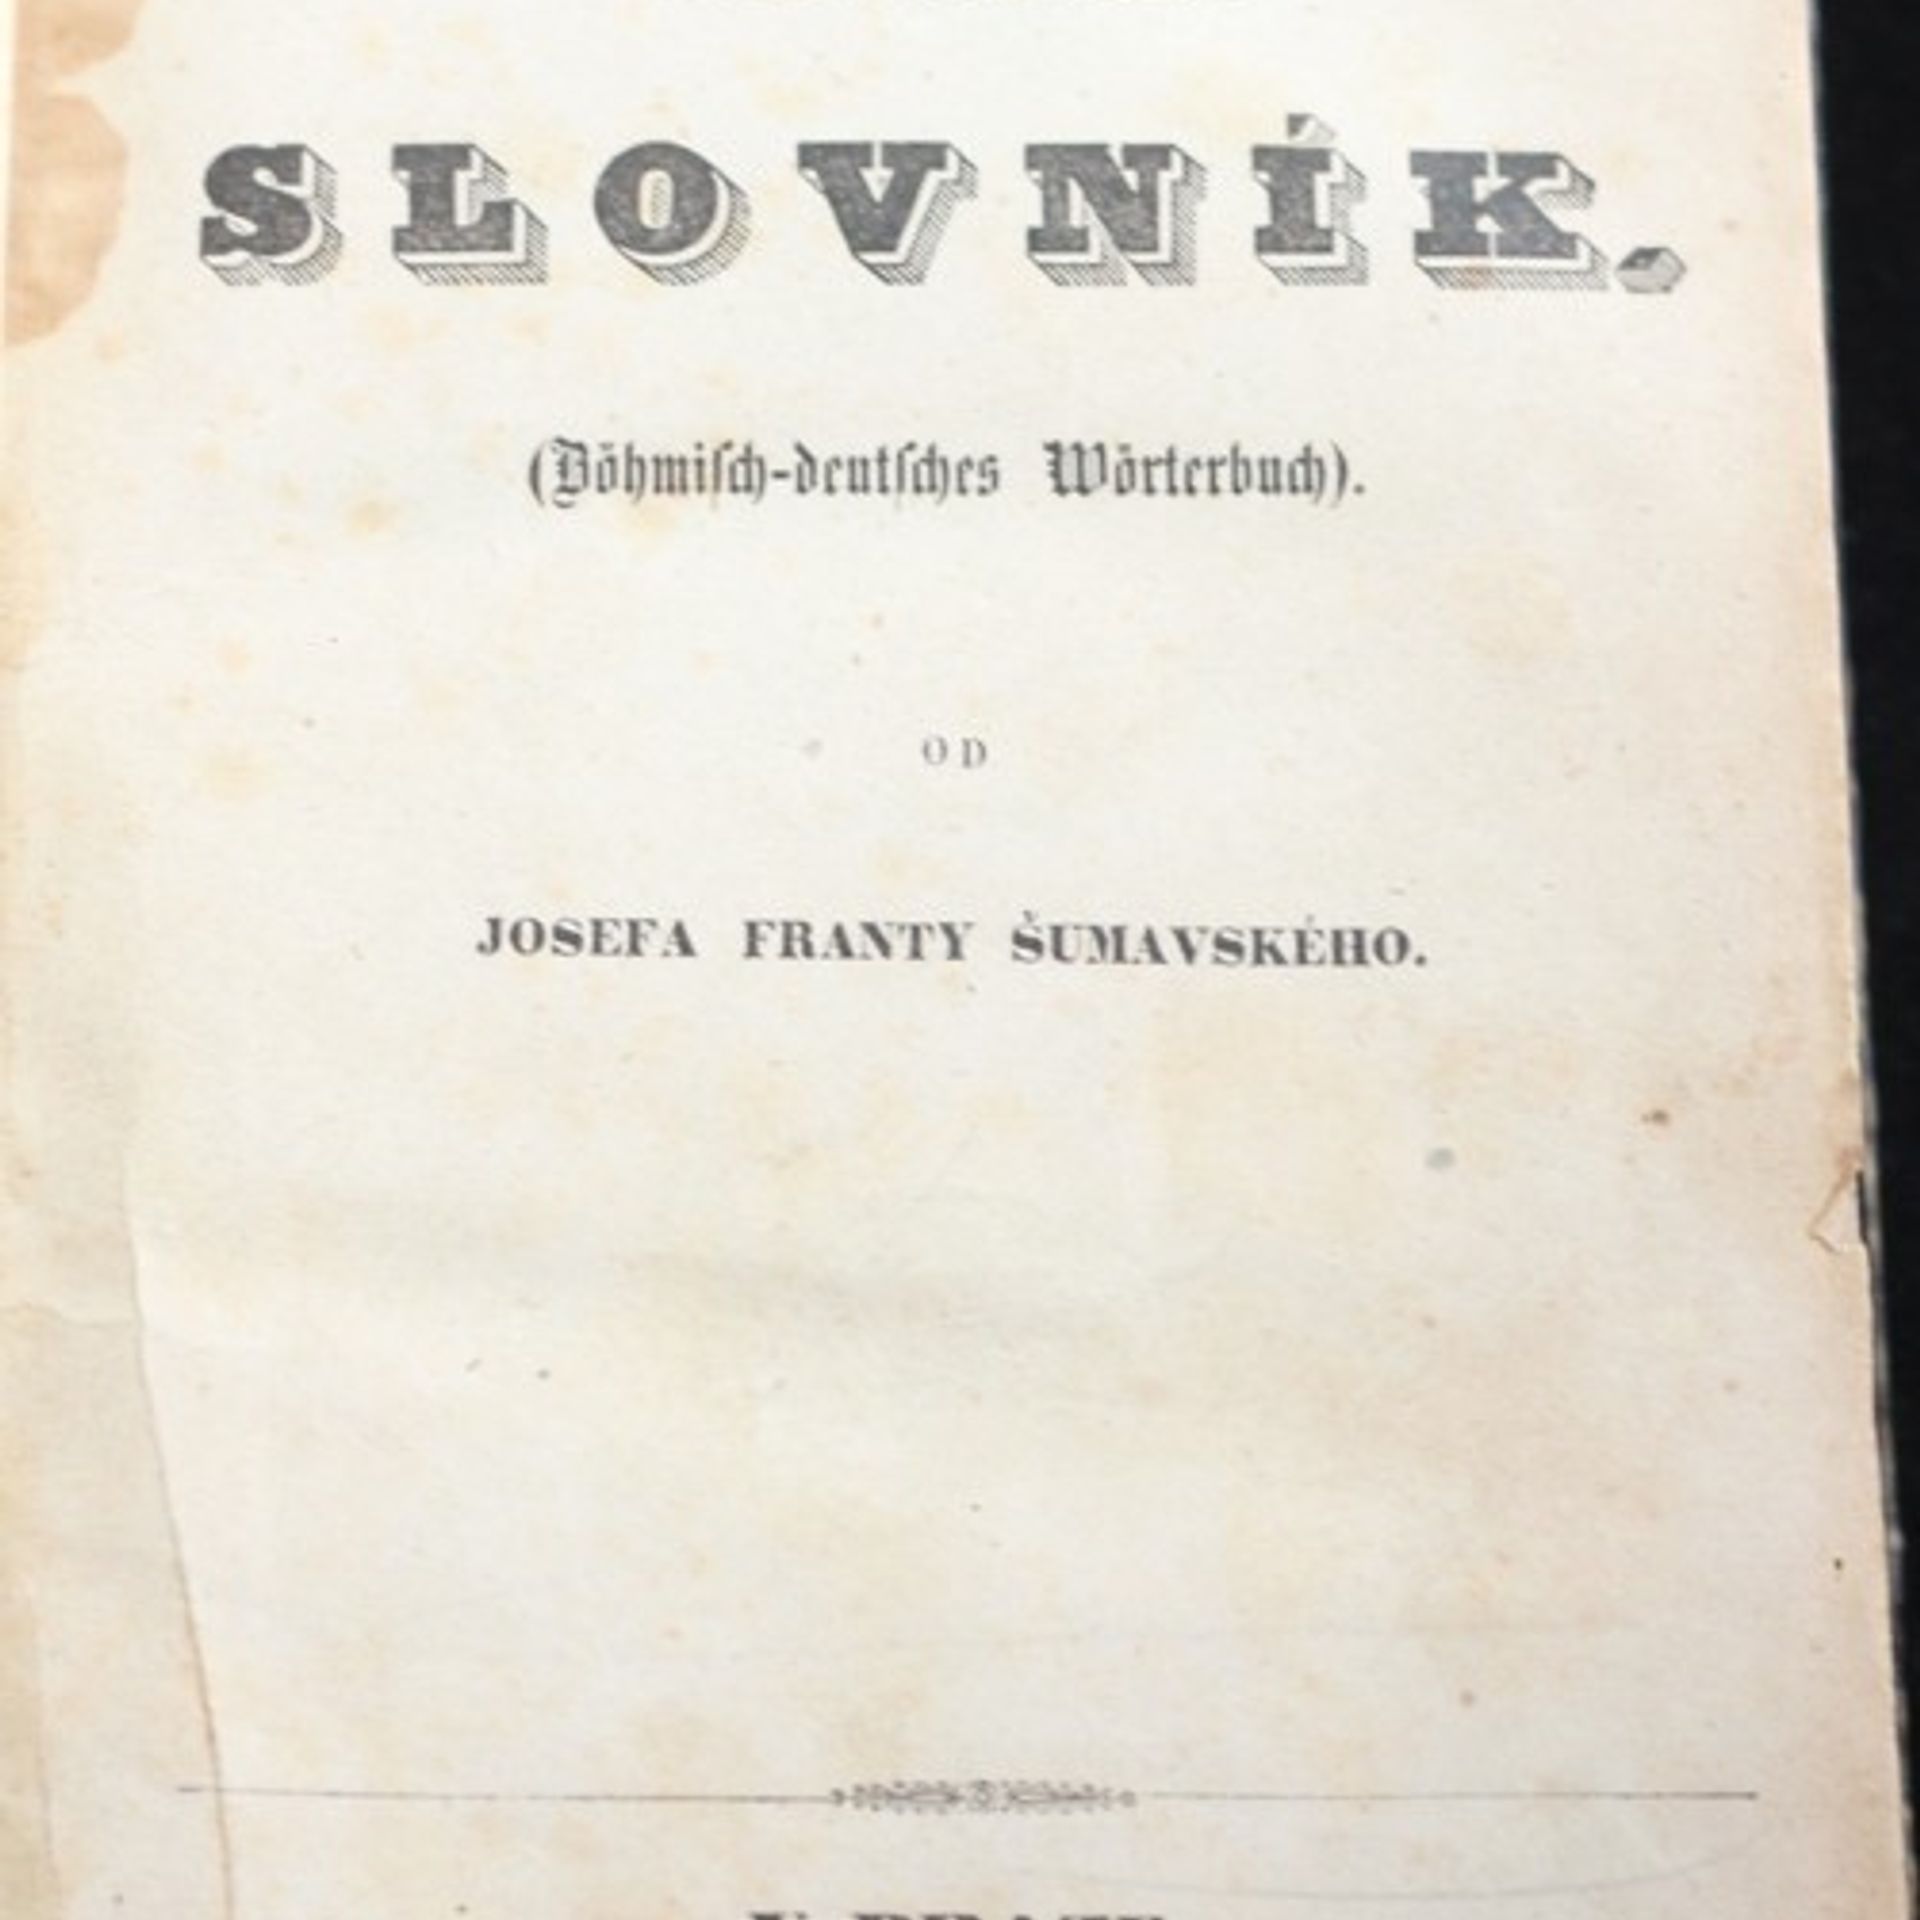 SLOVNÍK.
(Böhmiſch-deutſches Wörterbuch).
OD
JOSEFA FRANTY ŠUMAVSKÉHO.